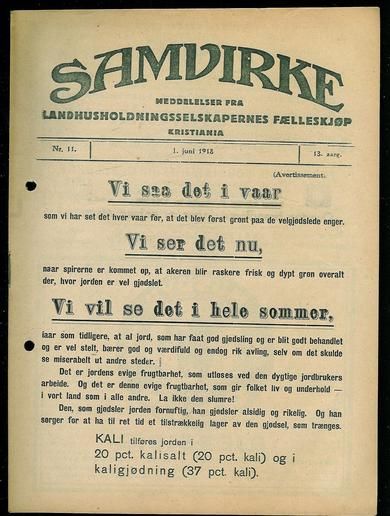 SAMVIRKE
MEDDELELSER FRA
LANDHUSHOLDNINGSSELSKAPERNES FÆLLESKJØP
KRISTIANIA
Nr. 11. 1. juni 1918 13. aarg.
(Avertissement.
Vi saa det i vaar
som vi har set det hver vaar før, at det blev først grønt paa de velgjødslede enger.
Vi ser det nu,
naar spirerne er kommet op, at akeren blir raskere frisk og dypt grøn overalt
der, hvor jorden er vel gjødslet.
Vi vil se det i hele sommer,
iaar som tidligere, at al jord, som har faat god gjødsling og er blit godt behandlet
og er vel stelt, bærer god og værdifuld og endog rik avling, selv om det skulde
se miserabelt ut andre steder.
Det er jordens evige frugtbarhet, som utløses ved den dygtige jordbrukers
arbeide. Og det er denne evige frugtbarhet, som gir folket liv og underhold —
i vort land som i alle andre. La ikke den slumre!
Den, som gjødsler jorden fornuftig, han gjødsler alsidig og rikelig. Og han
sørger for at ha til ret tid et tilstrækkelig lager av den gjødsel, som trænges.
KALI tilføres jorden i
20 pct. kalisalt (20 pct. kali) og i
kaligjødning (37 pct. kali).